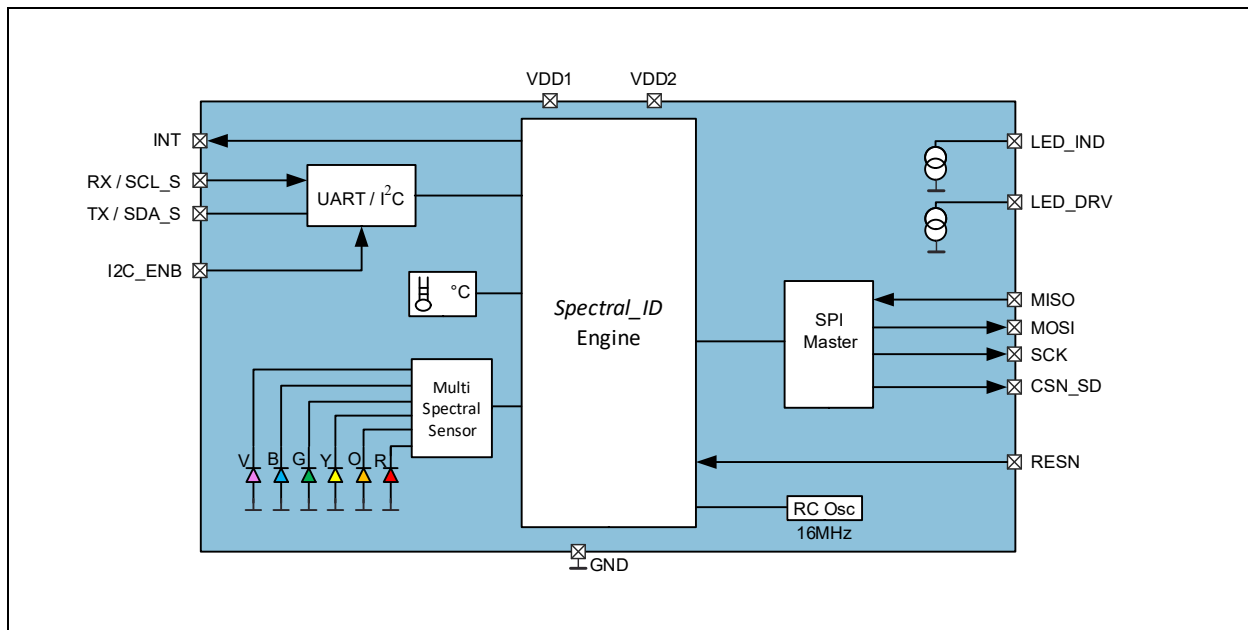 VDD1
VDD2
INT
RX / SCL_S
TX / SDA_S
I2C_ENB
UART / I²C
°C
Multi
Spectral
Sensor
V
B
G
Y
O
R
Spectral_ID
Engine
SPI
Master
RC Osc
16MHz
LED_IND
LED_DRV
MISO
MOSI
SCK
CSN_SD
RESN
GND